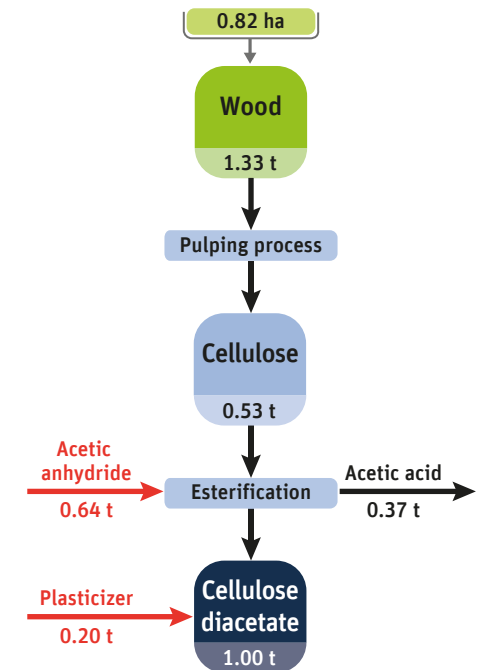 0.82 ha
Wood
1.33 t
Pulping process
Cellulose
0.53 t
Acetic
anhydride
0.64 t
Esterification
Acetic acid
0.37 t
Plasticizer
0.20 t
Cellulose
diacetate
1.00 t